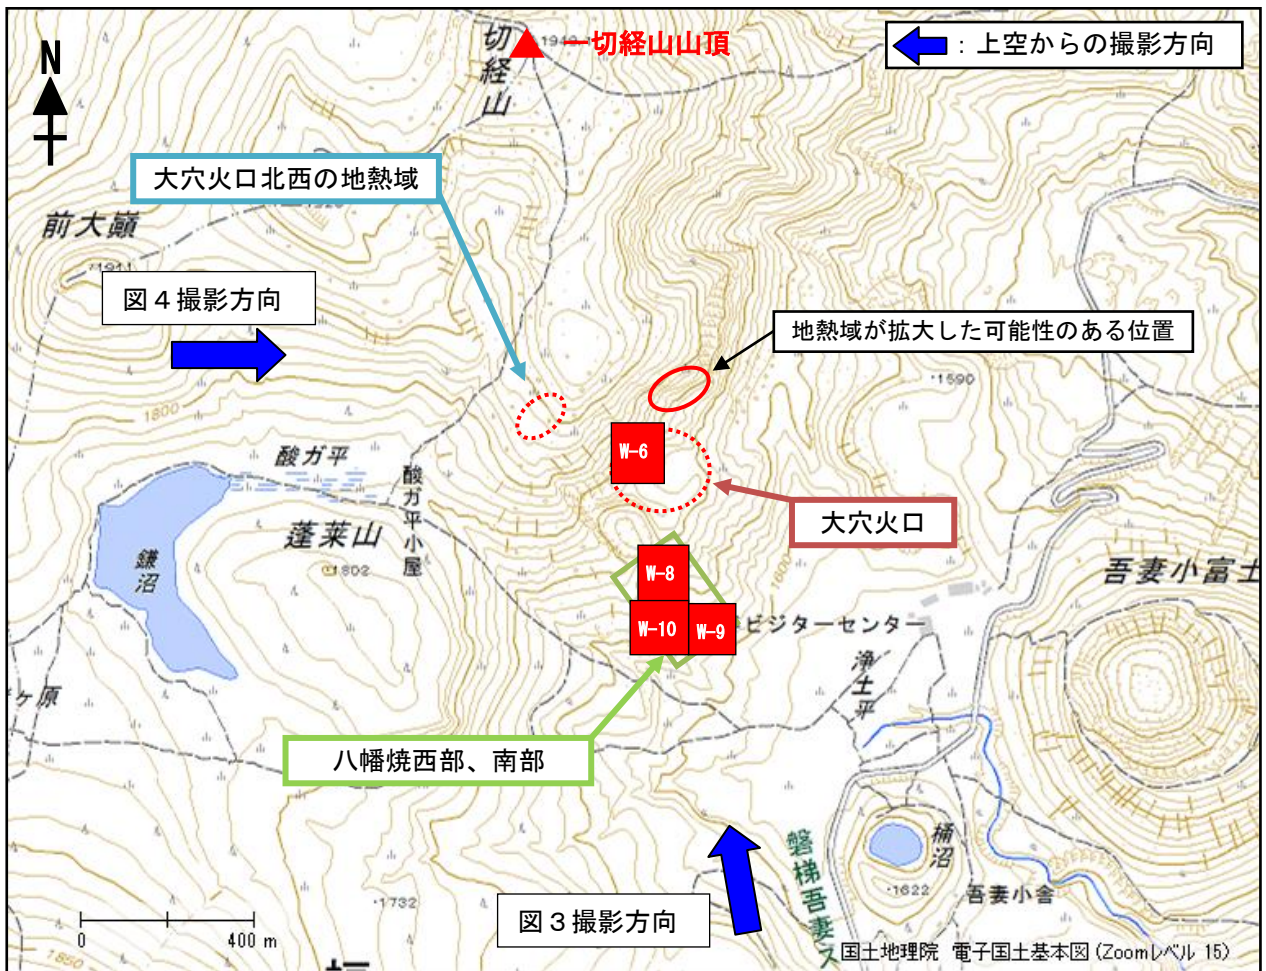 N
切経山
1949
切経山山頂
:上空からの撮影方向
大穴火口北西の地熱域
前大巓
1911
図4撮影方向
地熱域が拡大した可能性のある位置
・1590
1800
酸ガ平
酸ガ平小屋
W-6
大穴火口
蓬莱山
1802
鎌沼
W-8
1600
吾妻小富士
W-10
W-9
ビジターセンター
浄土平
ヶ原
八幡焼西部、南部
磐梯吾妻ス
桶沼
・1622
吾妻小舎
・1732
図3撮影方向
0 400 m
1850
国土地理院 電子国土基本図(Zoomレベル 15)